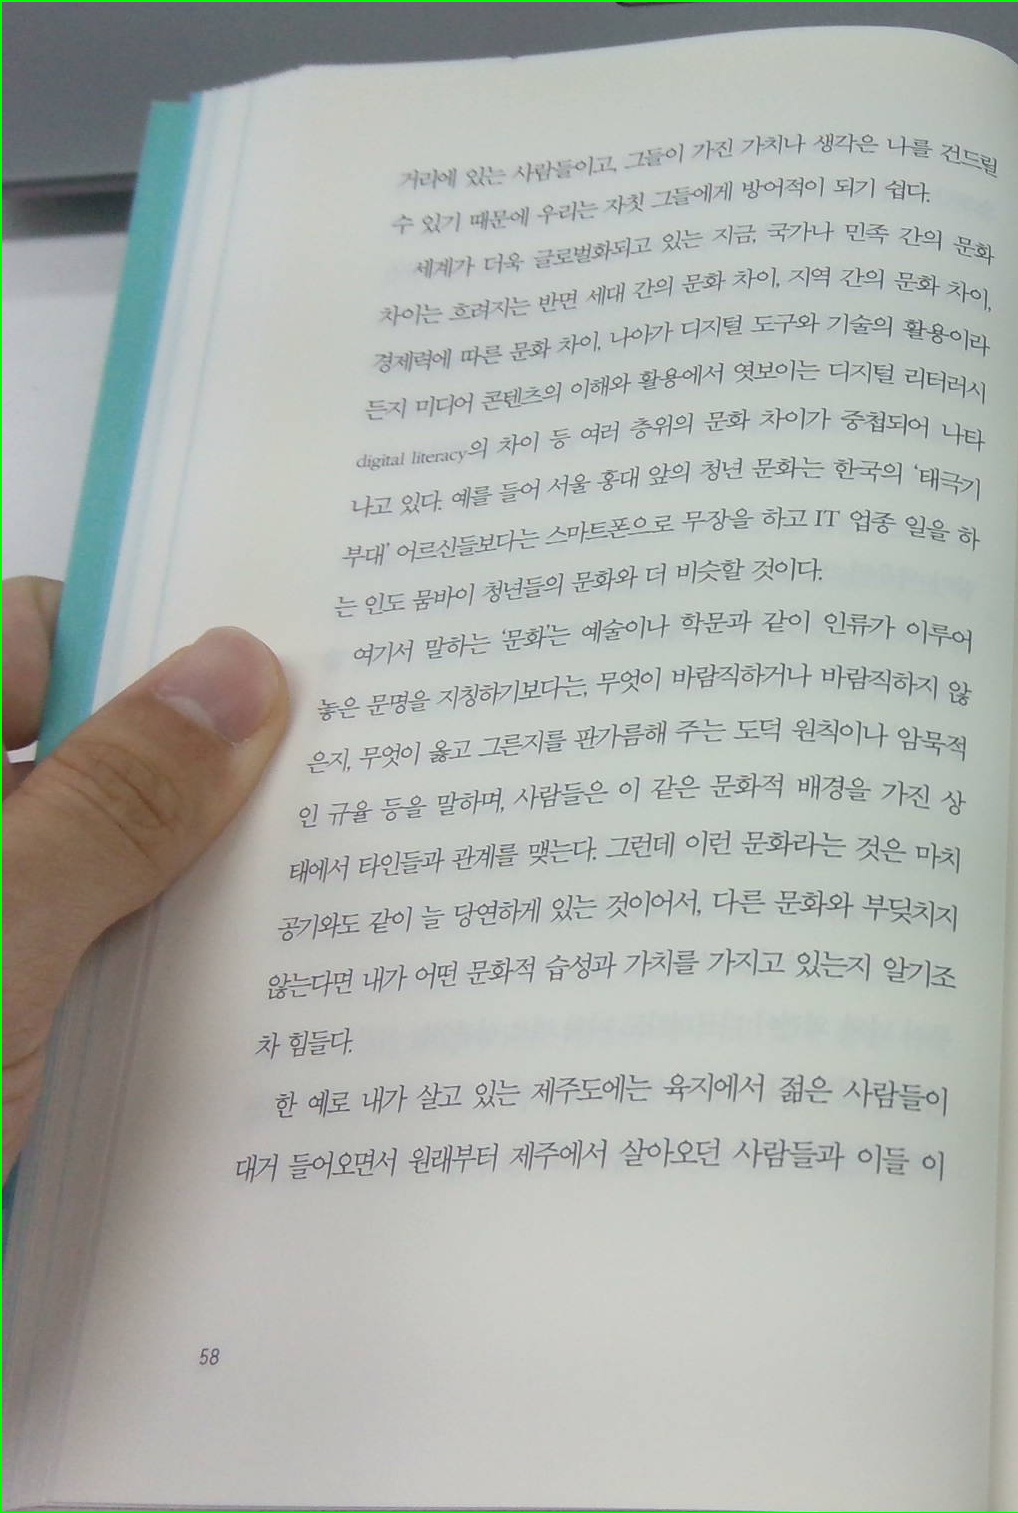 거리에 있는 사람들이고, 그들이 가진 가치나 생각은 나를 건드릴
수 있기 때문에 우리는 자칫 그들에게 방어적이 되기 쉽다.
세계가 더욱 글로벌화되고 있는 지금, 국가나 민족 간의 문화
차이는 흐려지는 반면 세대 간의 문화 차이, 지역 간의 문화 차이,
경제력에 따른 문화 차이, 나아가 디지털 도구와 기술의 활용이라
든지 미디어 콘텐츠의 이해와 활용에서 엿보이는 디지털 리터러시
digital literacy의 차이 등 여러 층위의 문화 차이가 중첩되어 나타
나고 있다. 예를 들어 서울 홍대 앞의 청년 문화는 한국의 ‘태극기
부대’ 어르신들보다는 스마트폰으로 무장을 하고 IT 업종 일을 하
는 인도 뭄바이 청년들의 문화와 더 비슷할 것이다.
여기서 말하는 ‘문화’는 예술이나 학문과 같이 인류가 이루어
놓은 문명을 지칭하기보다는, 무엇이 바람직하거나 바람직하지 않
은지, 무엇이 옳고 그른지를 판가름해 주는 도덕 원칙이나 암묵적
인 규율 등을 말하며, 사람들은 이 같은 문화적 배경을 가진 상
태에서 타인들과 관계를 맺는다. 그런데 이런 문화라는 것은 마치
공기와도 같이 늘 당연하게 있는 것이어서, 다른 문화와 부딪치지
않는다면 내가 어떤 문화적 습성과 가치를 가지고 있는지 알기조
차 힘들다.
한 예로 내가 살고 있는 제주도에는 육지에서 젊은 사람들이
대거 들어오면서 원래부터 제주에서 살아오던 사람들과 이들 이
58